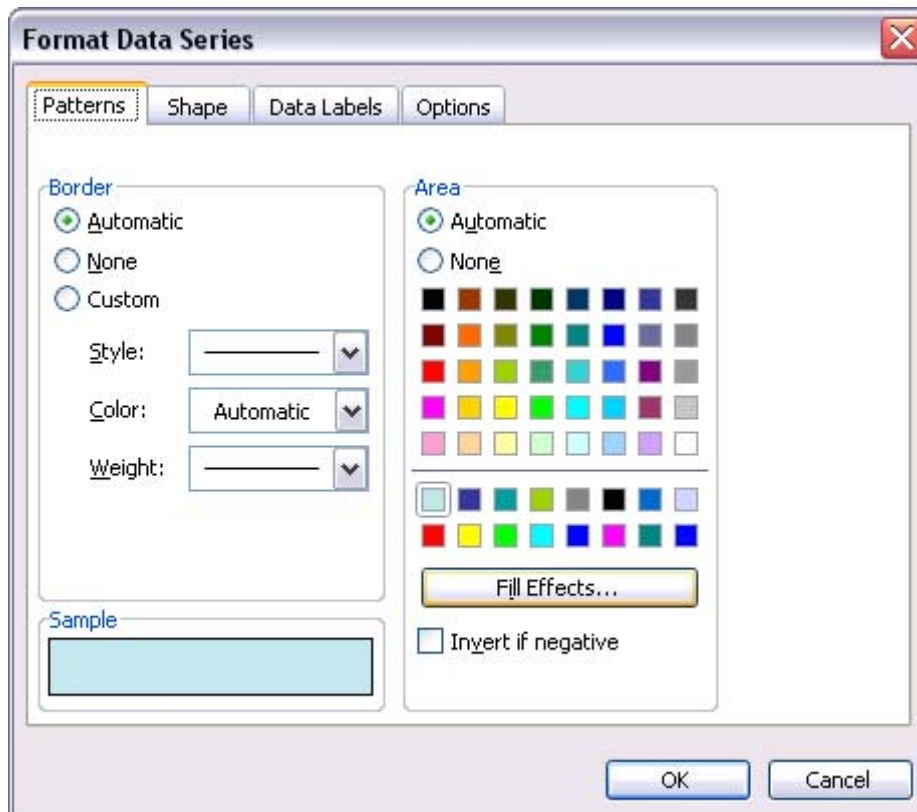 Format Data Series
Patterns
Shape
Data Labels
Options
Border
Automatic
None
Custom
Style:
Color:
Automatic
Weight:
Sample
Area
Automatic
None
Fill Effects...
Invert if negative
OK
Cancel